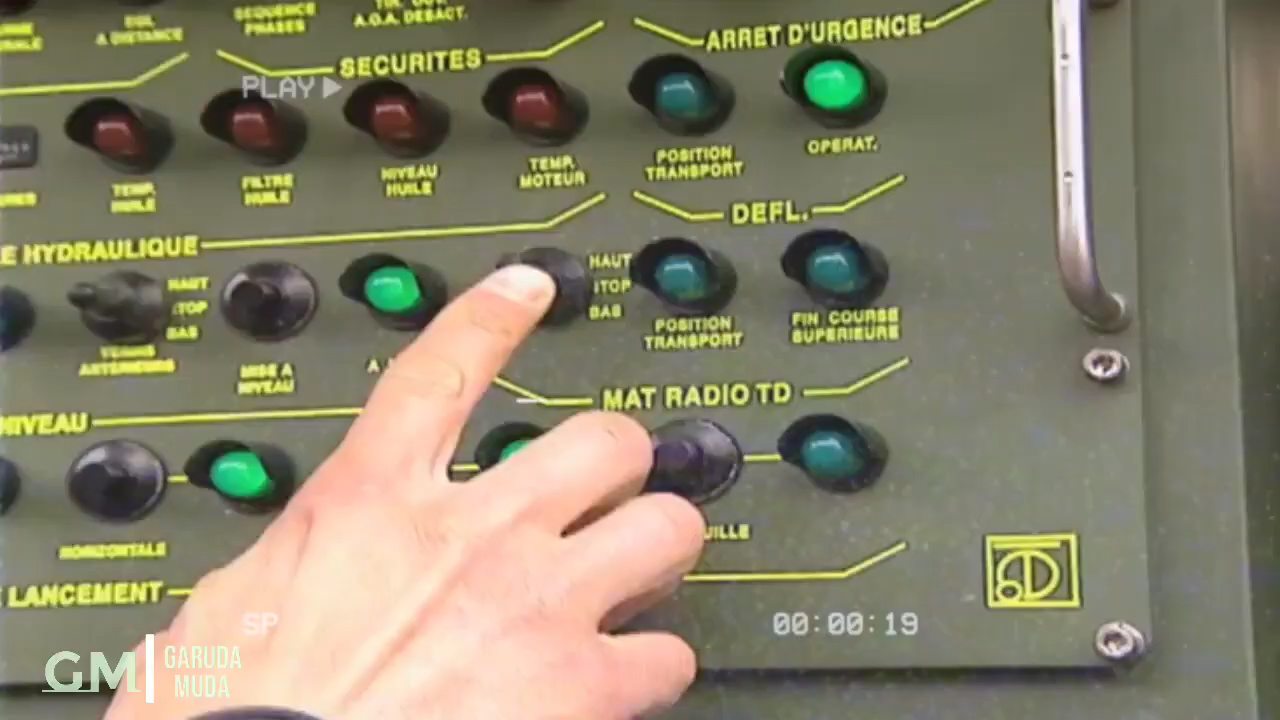 A DISTANCE
SEQUENCE
PHASES
A.O.A. DESACT.
SECURITES
ARRET D'URGENCE
PLAY
TEMP.
HUILE
FILTRE
HUILE
NIVEAU
HUILE
TEMP.
MOTEUR
POSITION
TRANSPORT
OPERAT.
E HYDRAULIQUE
DEFL.
HAUT
STOP
BAS
HAUT
STOP
BAS
VERINS
ANTERIEURS
MISE A
NIVEAU
A
POSITION
TRANSPORT
FIN COURSE
SUPERIEURE
NIVEAU
MAT RADIO TD
HORIZONTALE
UILLE
LANCEMENT
SP
00:00:19
GM
GARUDA
MUDA